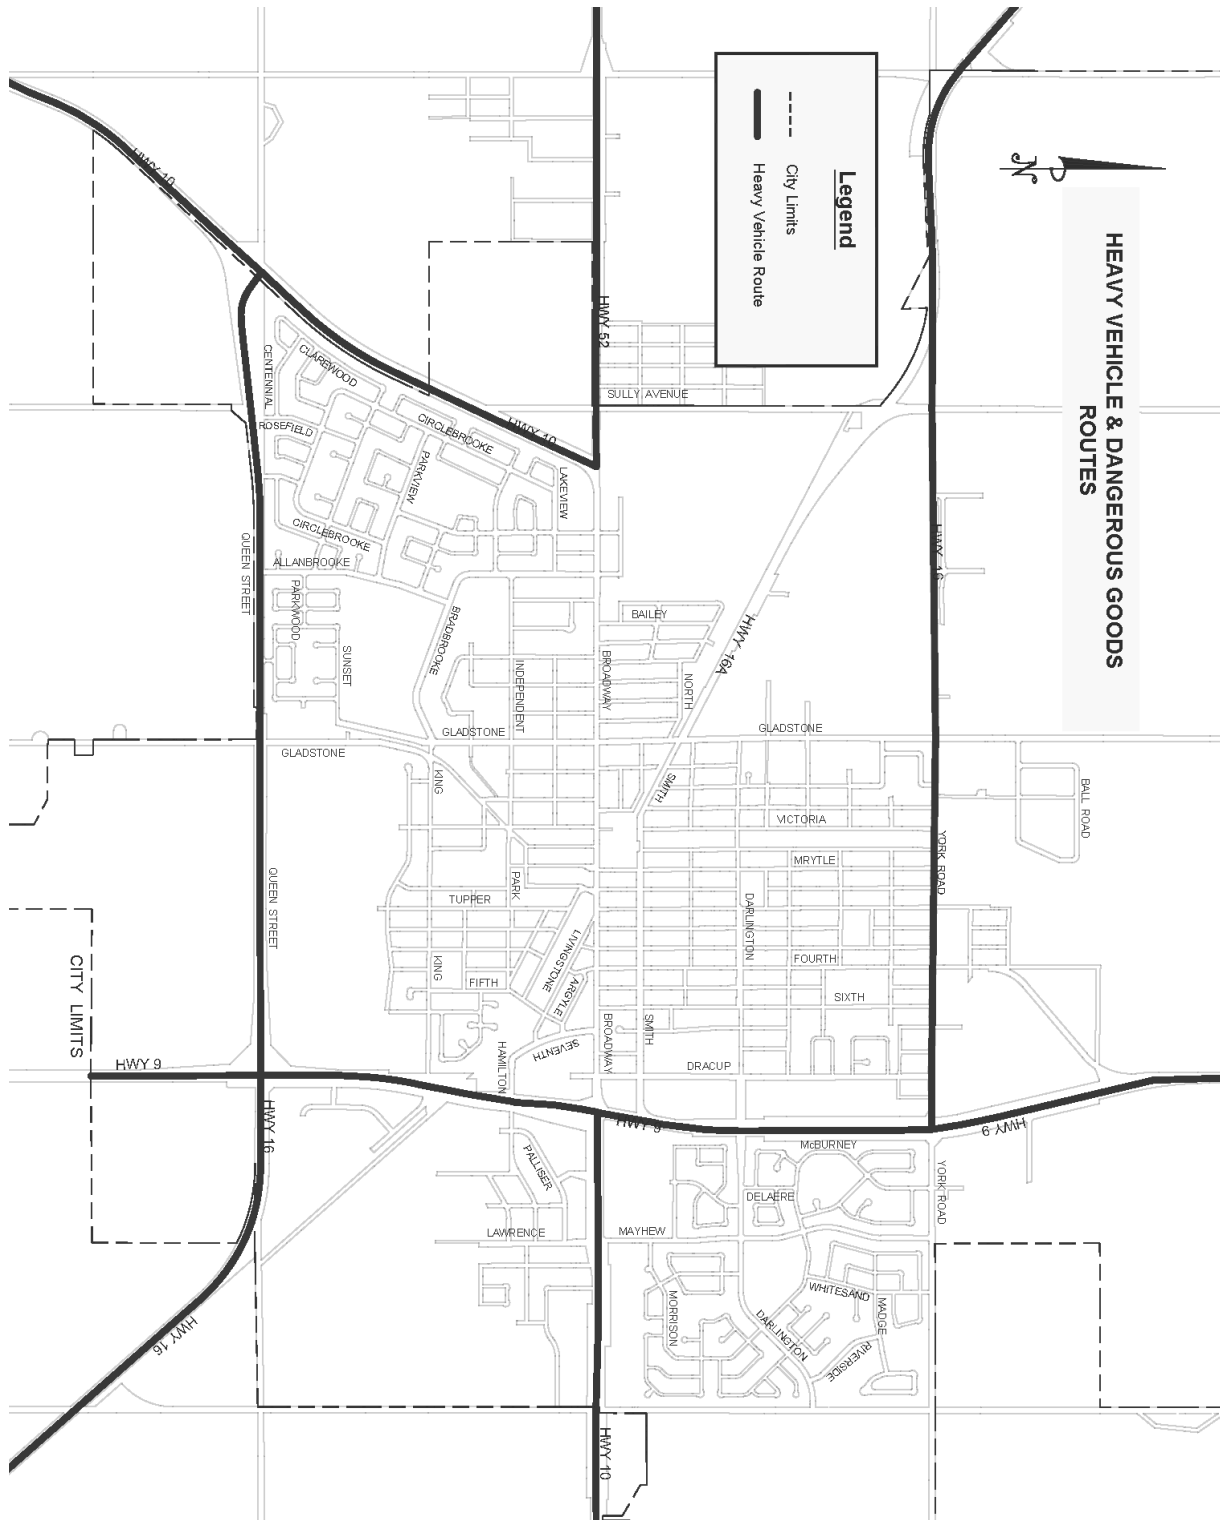 HEAVY VEHICLE & DANGEROUS GOODS
ROUTES
N
Legend
City Limits
Heavy Vehicle Route
HWY 10
HWY 52
SULLY AVENUE
CENTENNIAL
CLAREWOOD
ROSEFIELD
CIRCLEBROOKE
HWY 10
PARKVIEW
LAKEVIEW
CIRCLEBROOKE
ALLANBROOKE
QUEEN STREET
PARKWOOD
SUNSET
BRADBROOKE
INDEPENDENT
BROADWAY
BAILEY
NORTH
HWY 16A
HWY 16
GLADSTONE
GLADSTONE
GLADSTONE
KING
SMITH
VICTORIA
BALL ROAD
YORK ROAD
MRYTLE
PARK
TUPPER
QUEEN STREET
DARLINGTON
LIVINGSTONE
FOURTH
KING
FIFTH
ARGYLE
SIXTH
CITY LIMITS
SMITH
BROADWAY
SEVENTH
HAMILTON
DRACUP
HWY 9
HWY 16
HWY 9
HWY 9
McBURNEY
PALLISER
DELAERE
YORK ROAD
LAWRENCE
MAYHEW
WHITESAND
MADGE
MORRISON
DARLINGTON
RIVERSIDE
HWY 16
HWY 10